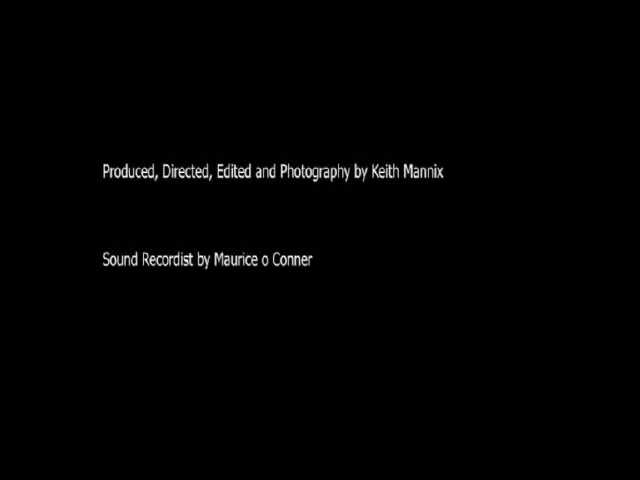 Produced, Directed, Edited and Photography by Keith Mannix
Sound Recordist by Maurice o Conner